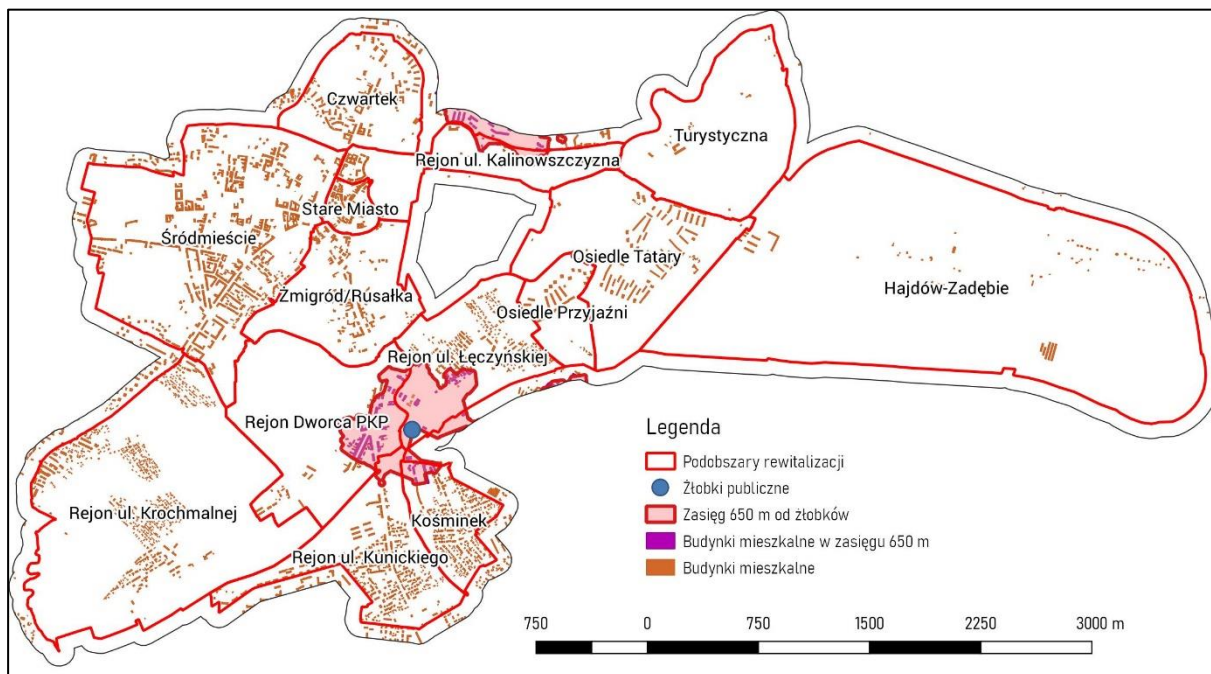 Czwartek
Turystyczna
Rejon ul. Kalinowszczyzna
Stare Miasto
Śródmieście
Osiedle Tatary
Hajdów-Zadębie
Żmigród/Rusałka
Osiedle Przyjaźni
Rejon ul. Łęczyńskiej
Rejon Dworca PKP
Rejon ul. Krochmalnej
Kośminek
Rejon ul. Kunickiego
Legenda
Podobszary rewitalizacji
Żłobki publiczne
Zasięg 650 m od żłobków
Budynki mieszkalne w zasięgu 650 m
Budynki mieszkalne
750 0 750 1500 2250 3000 m